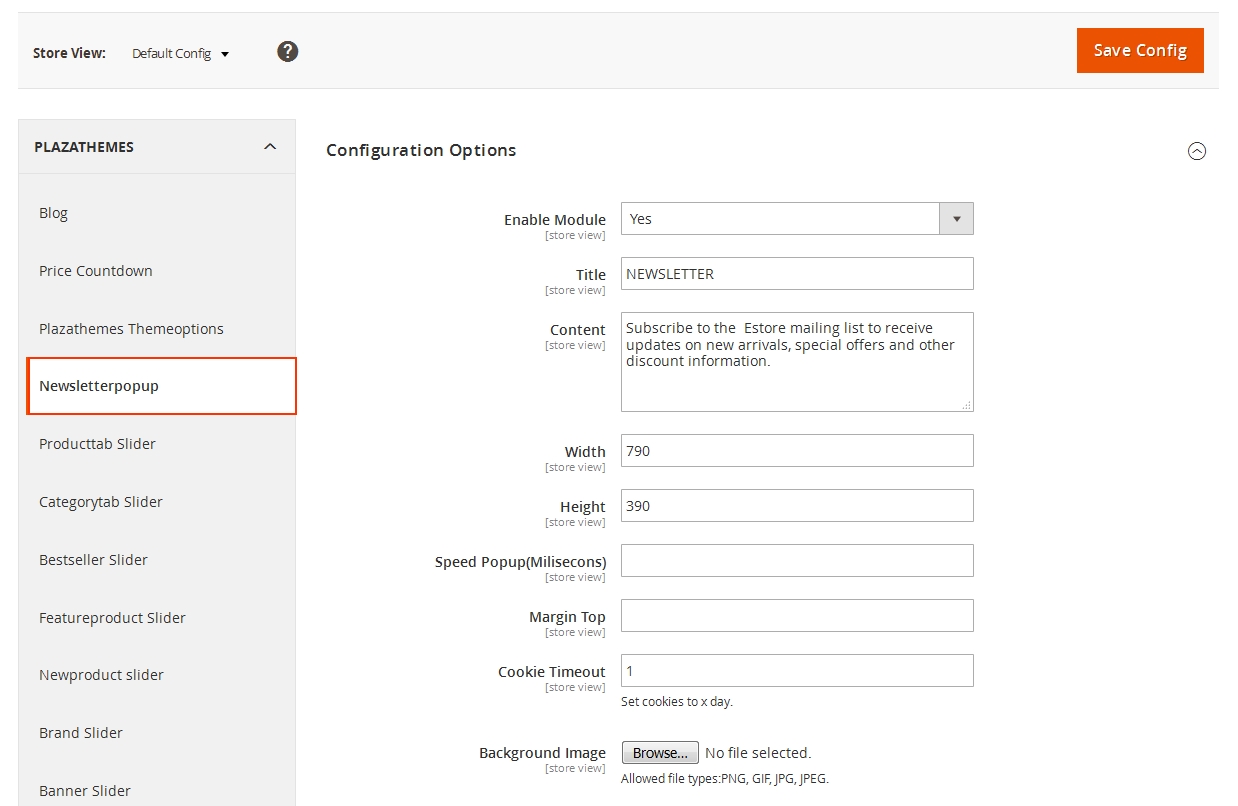 Store View: Default Config ? Save Config
PLAZATHEMES
Blog
Price Countdown
Plazathemes Themeoptions
Newsletterpopup
Producttab Slider
Categorytab Slider
Bestseller Slider
Featureproduct Slider
Newproduct slider
Brand Slider
Banner Slider
Configuration Options
Enable Module Yes
[store view]
Title NEWSLETTER
[store view]
Content
[store view]
Subscribe to the  Estore mailing list to receive
updates on new arrivals, special offers and other
discount information.
Width 790
[store view]
Height 390
[store view]
Speed Popup(Milisecons)
[store view]
Margin Top
[store view]
Cookie Timeout 1
[store view]
Set cookies to x day.
Background Image Browse... No file selected.
[store view]
Allowed file types:PNG, GIF, JPG, JPEG.